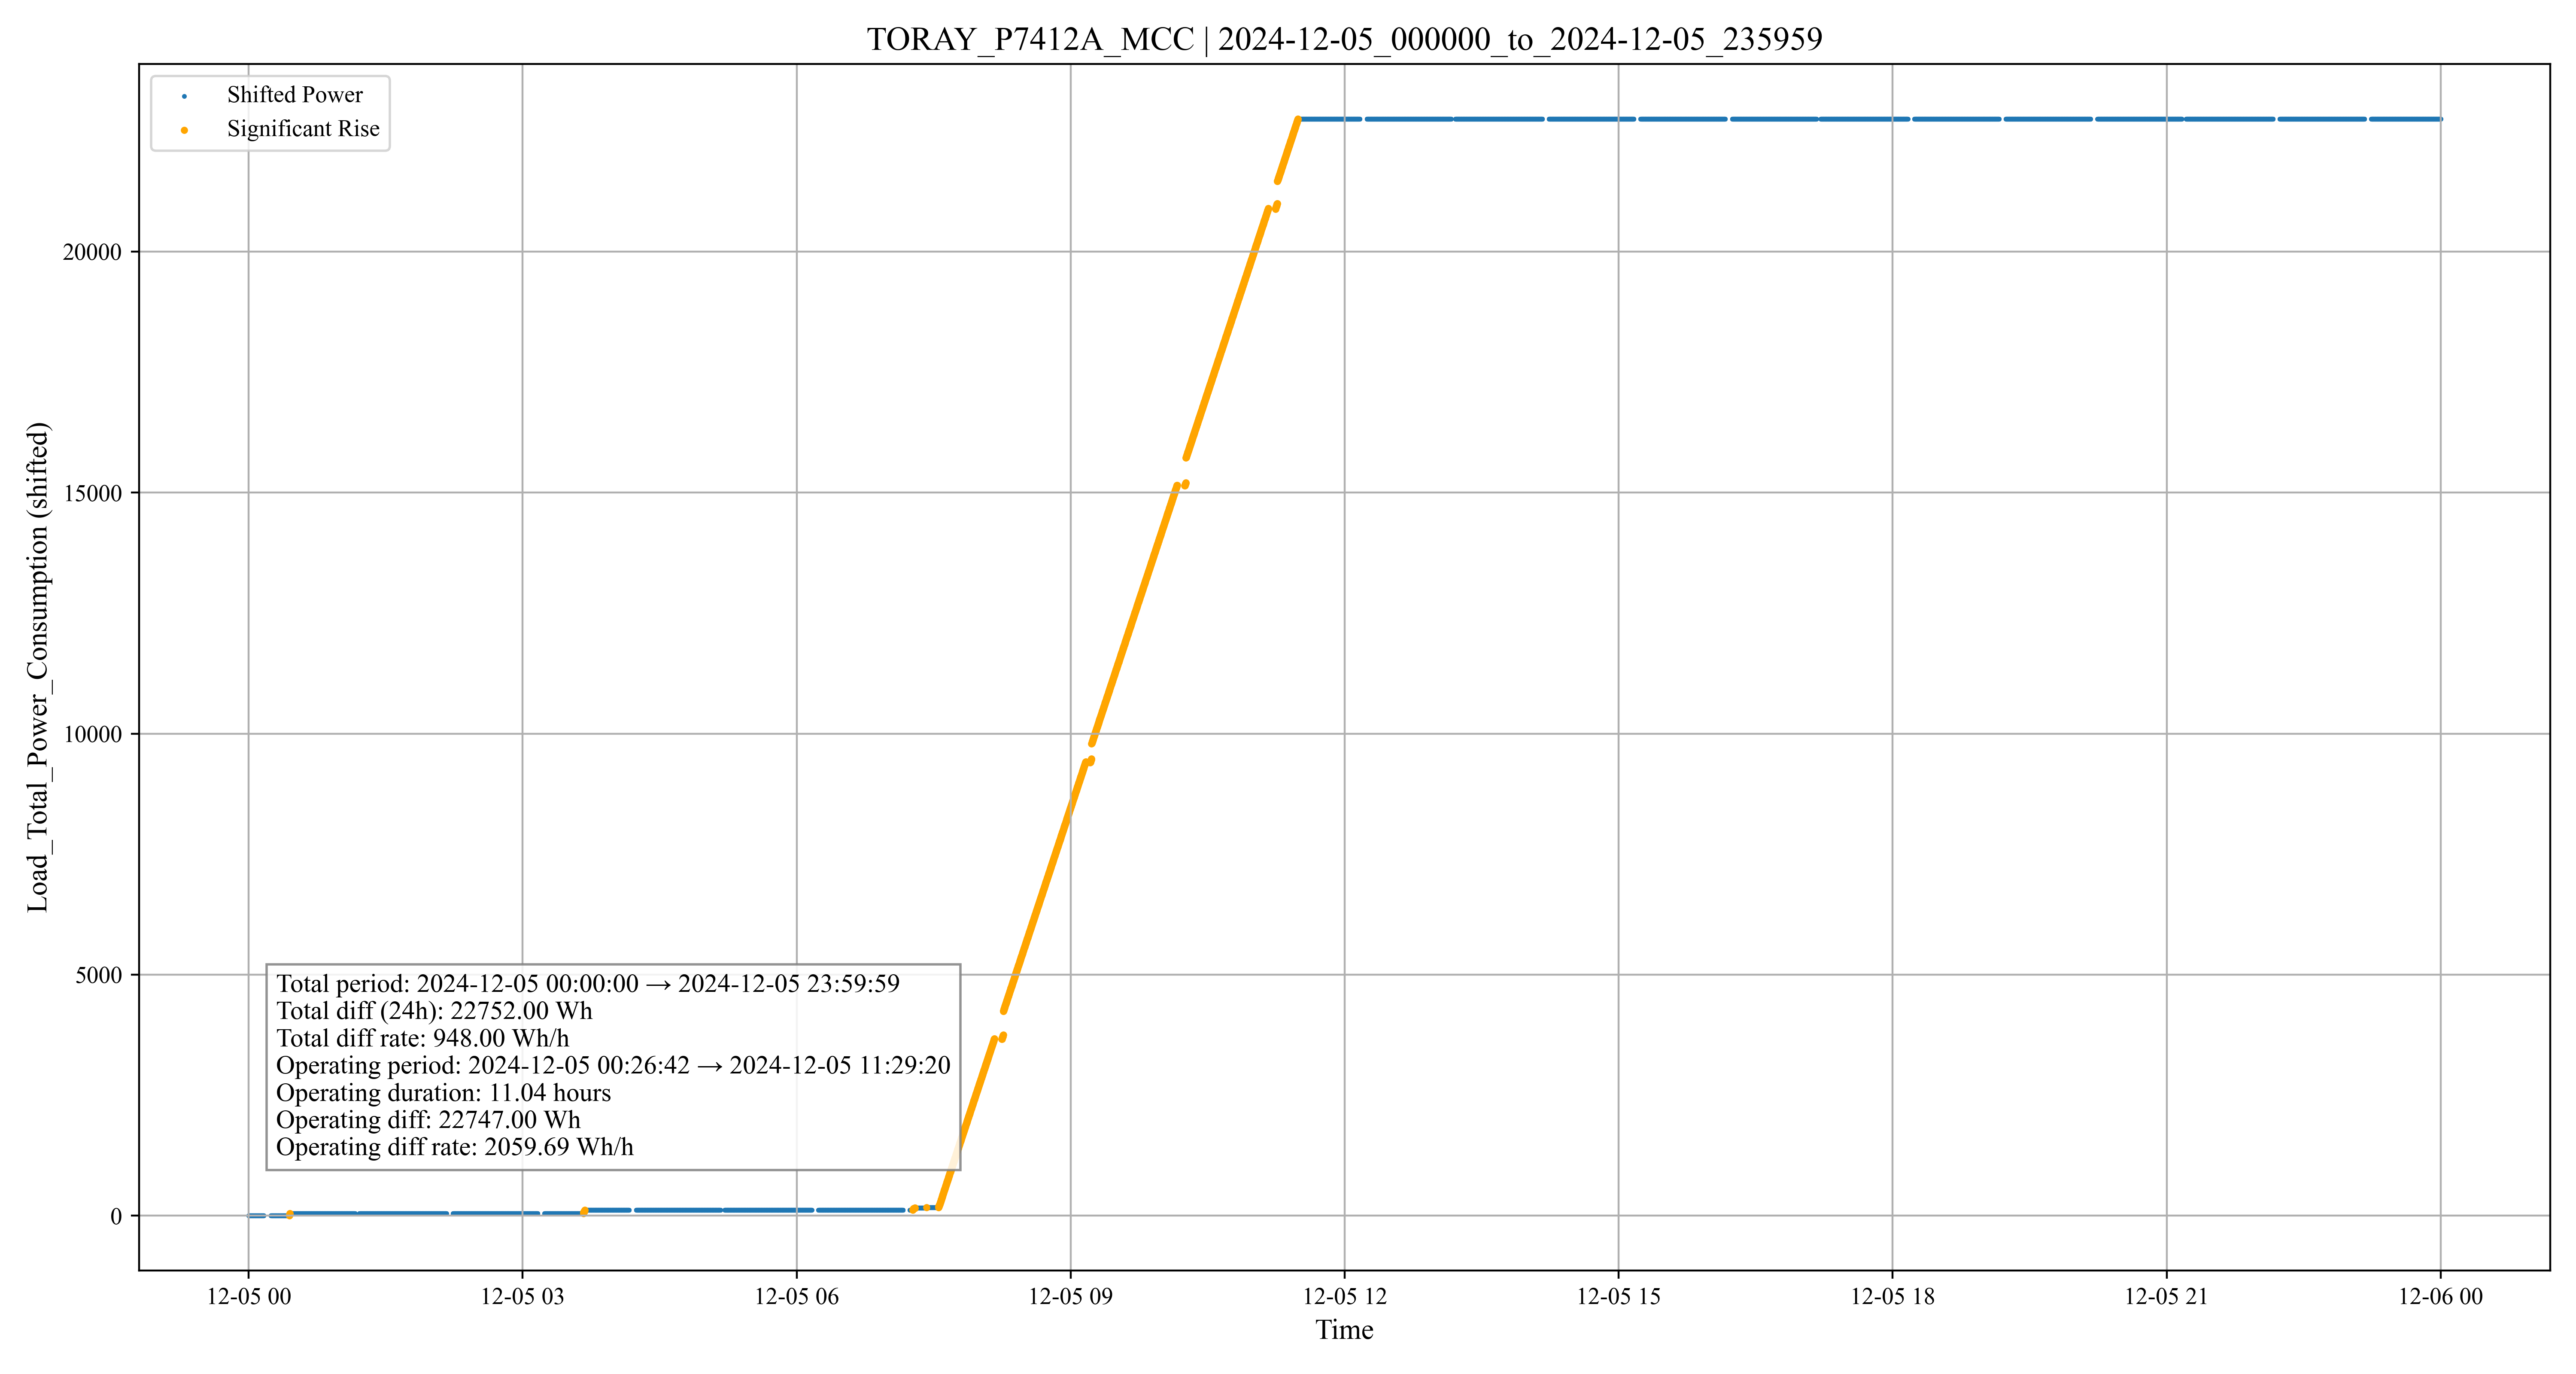 TORAY_P7412A_MCC | 2024-12-05_000000_to_2024-12-05_235959
Shifted Power
Significant Rise
Load_Total_Power_Consumption (shifted)
20000
15000
10000
5000
0
Total period: 2024-12-05 00:00:00 → 2024-12-05 23:59:59
Total diff (24h): 22752.00 Wh
Total diff rate: 948.00 Wh/h
Operating period: 2024-12-05 00:26:42 → 2024-12-05 11:29:20
Operating duration: 11.04 hours
Operating diff: 22747.00 Wh
Operating diff rate: 2059.69 Wh/h
12-05 00
12-05 03
12-05 06
12-05 09
12-05 12
12-05 15
12-05 18
12-05 21
12-06 00
Time